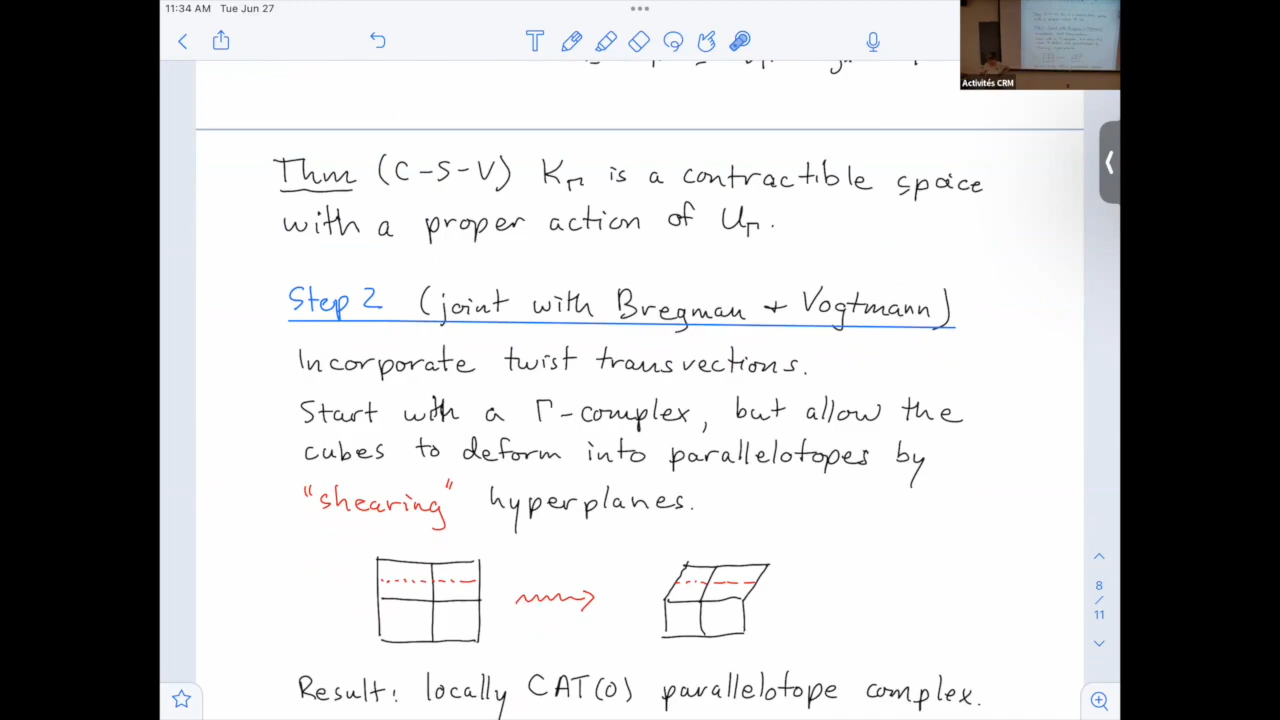 11:34 AM Tue Jun 27
Activités CRM
Thm (C-S-V) K_Γ is a contractible space
with a proper action of U_Γ.
Step 2 (joint with Bregman + Vogtmann)
Incorporate twist transvections.
Start with a Γ-complex, but allow the
cubes to deform into parallelotopes by
"shearing" hyperplanes.
8
/
11
Result: locally CAT(0) parallelotope complex.